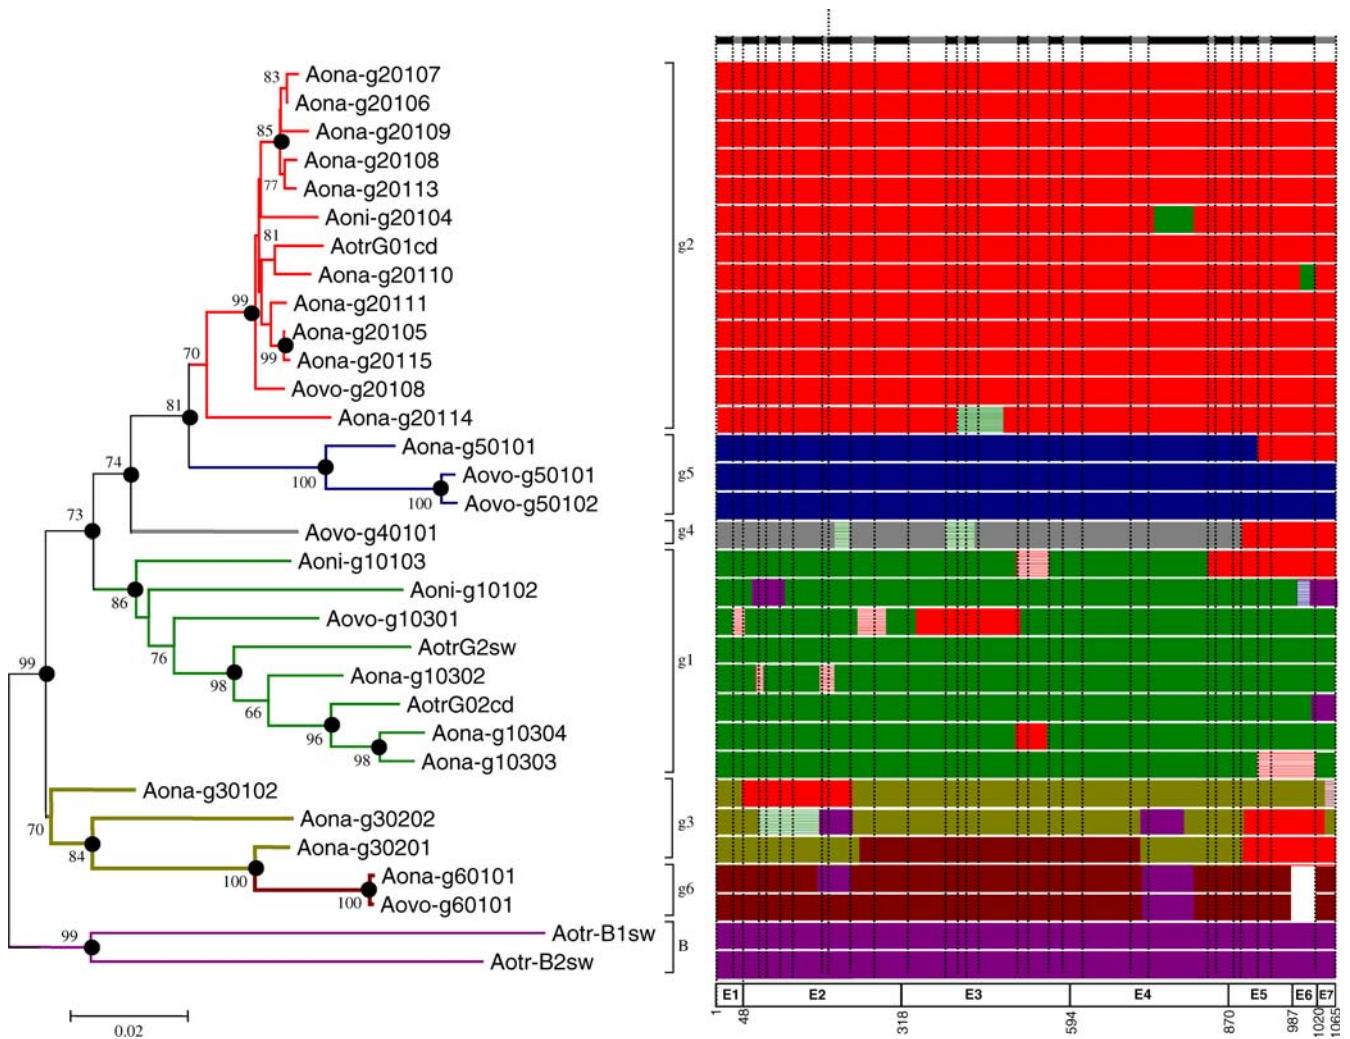 83
Aona-g20107
Aona-g20106
85
Aona-g20109
Aona-g20108
77
Aona-g20113
g2
Aoni-g20104
81
AotrG01cd
Aona-g20110
99
Aona-g20111
Aona-g20105
99
Aona-g20115
70
Aovo-g20108
81
Aona-g20114
Aona-g50101
74
100
Aovo-g50101
g5
100
Aovo-g50102
73
Aovo-g40101
g4
Aoni-g10103
86
Aoni-g10102
Aovo-g10301
76
AotrG2sw
g1
99
98
Aona-g10302
66
AotrG02cd
96
Aona-g10304
98
Aona-g10303
Aona-g30102
70
Aona-g30202
g3
84
Aona-g30201
100
Aona-g60101
g6
100
Aovo-g60101
99
Aotr-B1sw
B
Aotr-B2sw
0.02
E1 E2 E3 E4 E5 E6 E7
1 48 318 594 870 987 1020 1065